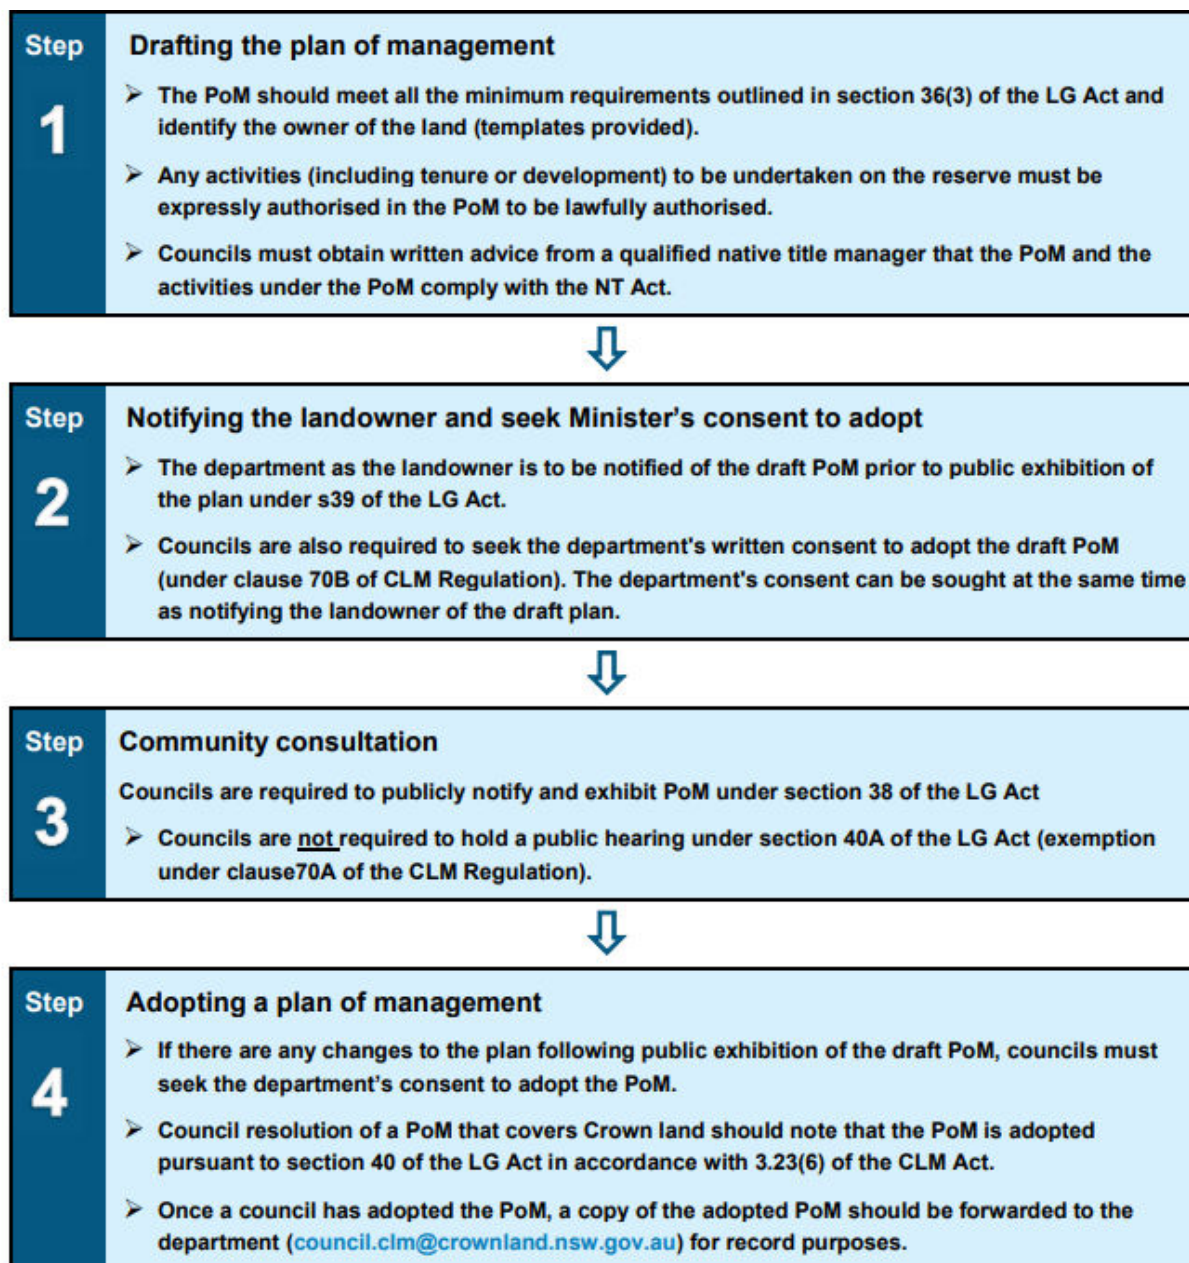 Step
1
Drafting the plan of management
➢ The PoM should meet all the minimum requirements outlined in section 36(3) of the LG Act and
identify the owner of the land (templates provided).
➢ Any activities (including tenure or development) to be undertaken on the reserve must be
expressly authorised in the PoM to be lawfully authorised.
➢ Councils must obtain written advice from a qualified native title manager that the PoM and the
activities under the PoM comply with the NT Act.
Step
2
Notifying the landowner and seek Minister's consent to adopt
➢ The department as the landowner is to be notified of the draft PoM prior to public exhibition of
the plan under s39 of the LG Act.
➢ Councils are also required to seek the department's written consent to adopt the draft PoM
(under clause 70B of CLM Regulation). The department's consent can be sought at the same time
as notifying the landowner of the draft plan.
Step
3
Community consultation
Councils are required to publicly notify and exhibit PoM under section 38 of the LG Act
➢ Councils are not required to hold a public hearing under section 40A of the LG Act (exemption
under clause70A of the CLM Regulation).
Step
4
Adopting a plan of management
➢ If there are any changes to the plan following public exhibition of the draft PoM, councils must
seek the department's consent to adopt the PoM.
➢ Council resolution of a PoM that covers Crown land should note that the PoM is adopted
pursuant to section 40 of the LG Act in accordance with 3.23(6) of the CLM Act.
➢ Once a council has adopted the PoM, a copy of the adopted PoM should be forwarded to the
department (council.clm@crownland.nsw.gov.au) for record purposes.